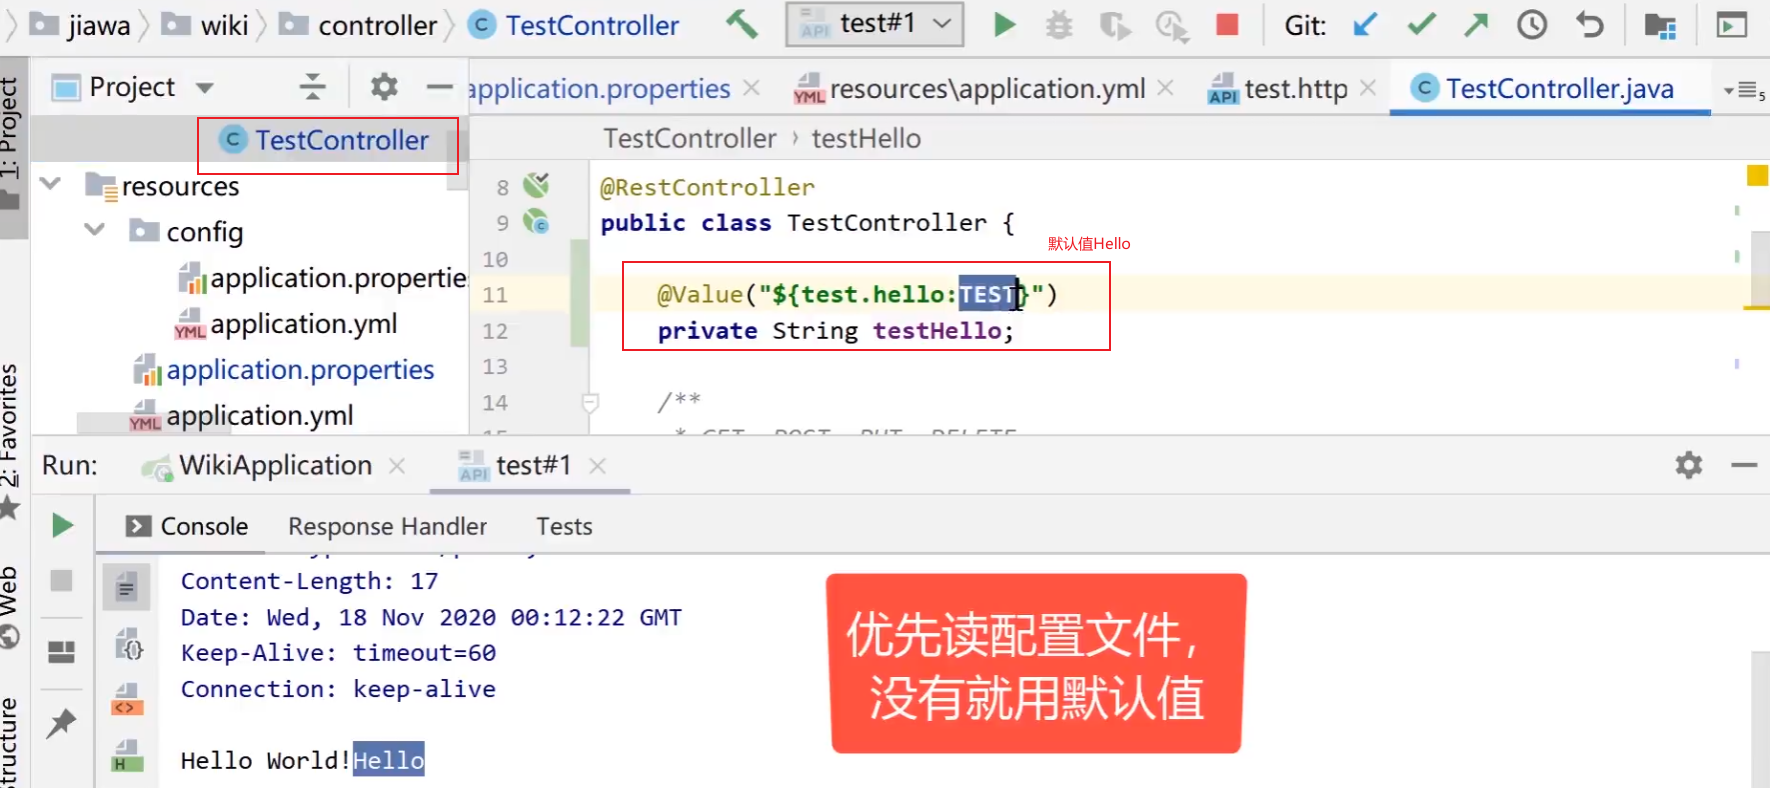 jiawa wiki controller TestController test#1 Git:
1: Project
2: Favorites
Web
Structure
Project
application.properties resources\application.yml test.http TestController.java 5
TestController
resources
config
application.propertie
application.yml
application.properties
application.yml
TestController › testHello
8 @RestController
9 public class TestController {
10
默认值Hello
11 @Value("${test.hello:TEST}")
12 private String testHello;
13
14 /**
* GET, POST, PUT, DELETE
Run: WikiApplication test#1
Console Response Handler Tests
Content-Length: 17
Date: Wed, 18 Nov 2020 00:12:22 GMT
Keep-Alive: timeout=60
Connection: keep-alive
Hello World!Hello
优先读配置文件,
没有就用默认值